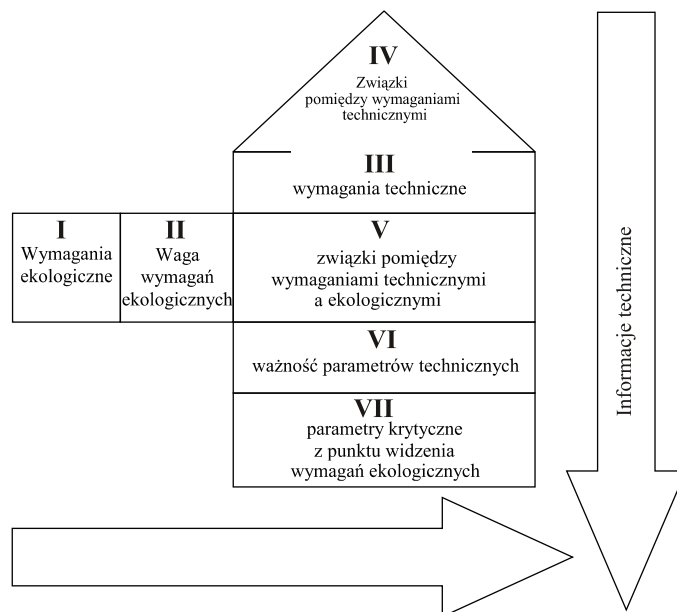 IV
Związki
pomiędzy wymaganiami
technicznymi
III
wymagania techniczne
I
Wymagania
ekologiczne
II
Waga
wymagań
ekologicznych
V
związki pomiędzy
wymaganiami technicznymi
a ekologicznymi
VI
ważność parametrów technicznych
VII
parametry krytyczne
z punktu widzenia
wymagań ekologicznych
Informacje techniczne